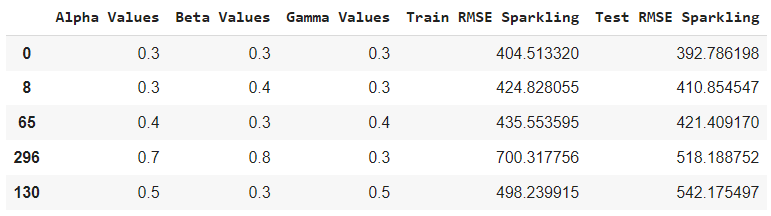 Alpha Values Beta Values Gamma Values Train RMSE Sparkling Test RMSE Sparkling
0 0.3 0.3 0.3 404.513320 392.786198
8 0.3 0.4 0.3 424.828055 410.854547
65 0.4 0.3 0.4 435.553595 421.409170
296 0.7 0.8 0.3 700.317756 518.188752
130 0.5 0.3 0.5 498.239915 542.175497